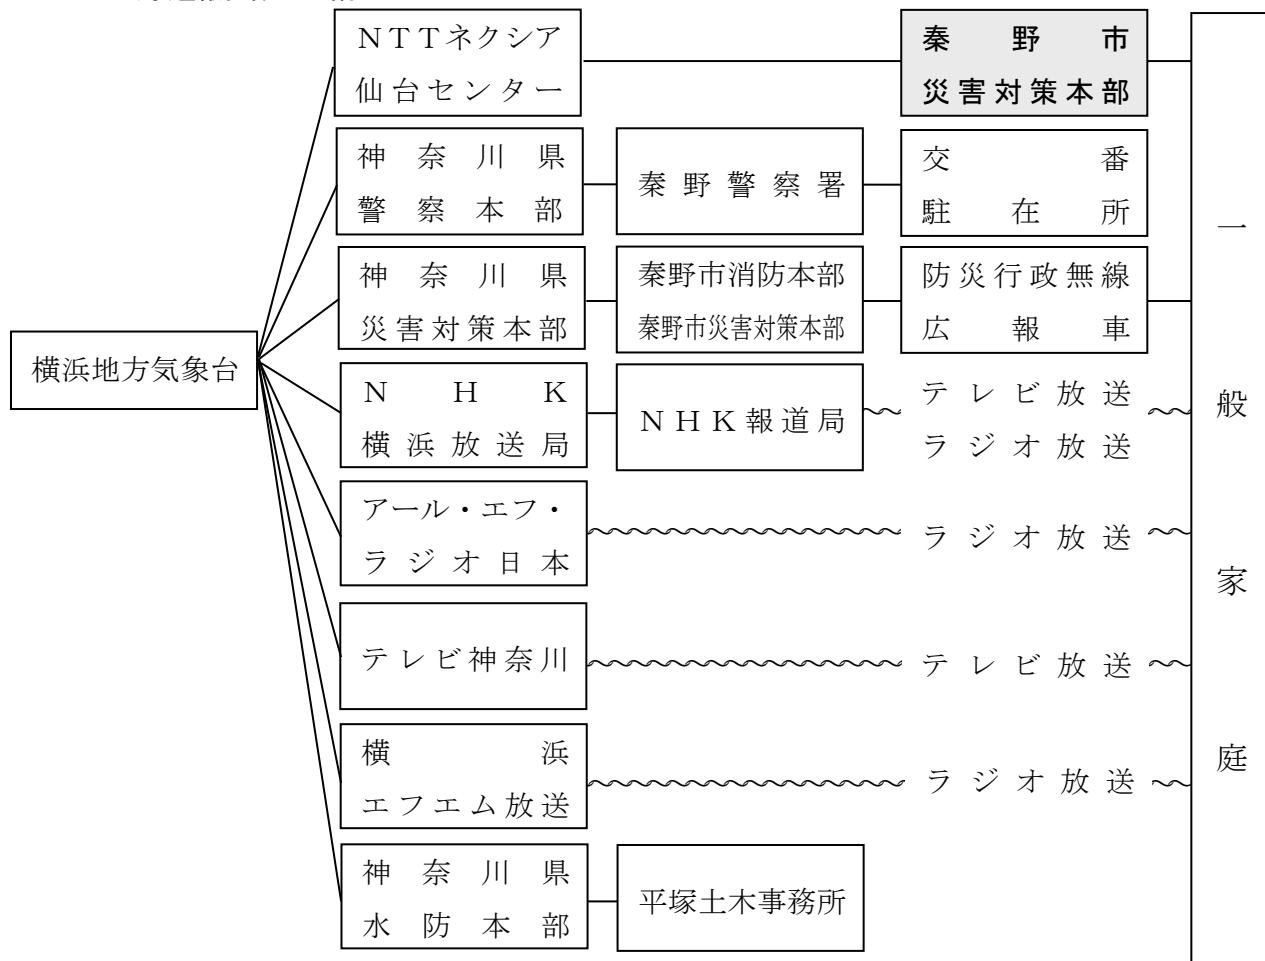 NTTネクシア
仙台センター
秦野市
災害対策本部
神奈川県
警察本部
秦野警察署
交番
駐在所
神奈川県
災害対策本部
秦野市消防本部
秦野市災害対策本部
防災行政無線
広報車
横浜地方気象台
NHK
横浜放送局
NHK報道局
テレビ放送
ラジオ放送
アール・エフ・
ラジオ日本
ラジオ放送
テレビ神奈川
テレビ放送
横浜
エフエム放送
ラジオ放送
神奈川県
水防本部
平塚土木事務所
一般家庭